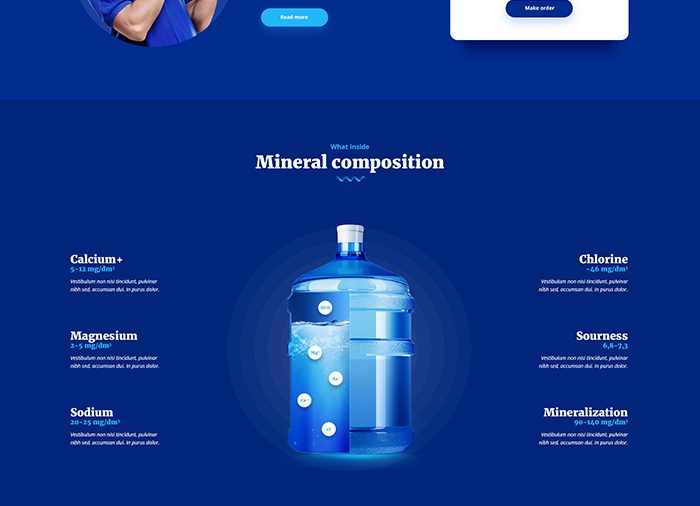 Read more
Make order
What Inside
Mineral composition
Calcium+
5-12 mg/dm³
Vestibulum non nisi tincidunt, pulvinar
nibh sed, accumsan dui. In purus dolor.
Magnesium
2-5 mg/dm³
Vestibulum non nisi tincidunt, pulvinar
nibh sed, accumsan dui. In purus dolor.
Sodium
20-25 mg/dm³
Vestibulum non nisi tincidunt, pulvinar
nibh sed, accumsan dui. In purus dolor.
Mg⁺
Na⁺
Ca⁺
Cl⁻
Chlorine
~46 mg/dm³
Vestibulum non nisi tincidunt, pulvinar
nibh sed, accumsan dui. In purus dolor.
Sourness
6,8-7,3
Vestibulum non nisi tincidunt, pulvinar
nibh sed, accumsan dui. In purus dolor.
Mineralization
90-140 mg/dm³
Vestibulum non nisi tincidunt, pulvinar
nibh sed, accumsan dui. In purus dolor.